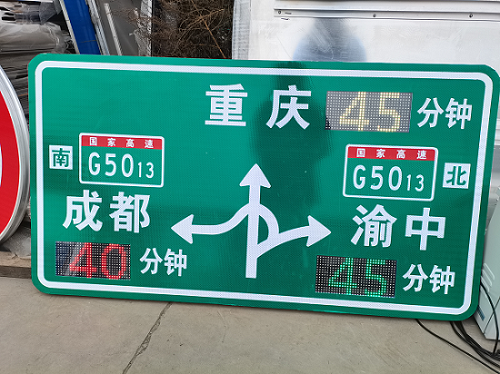 重庆 45 分钟
国家高速
南 G5013
国家高速
G5013 北
成都
渝中
40 分钟
45 分钟